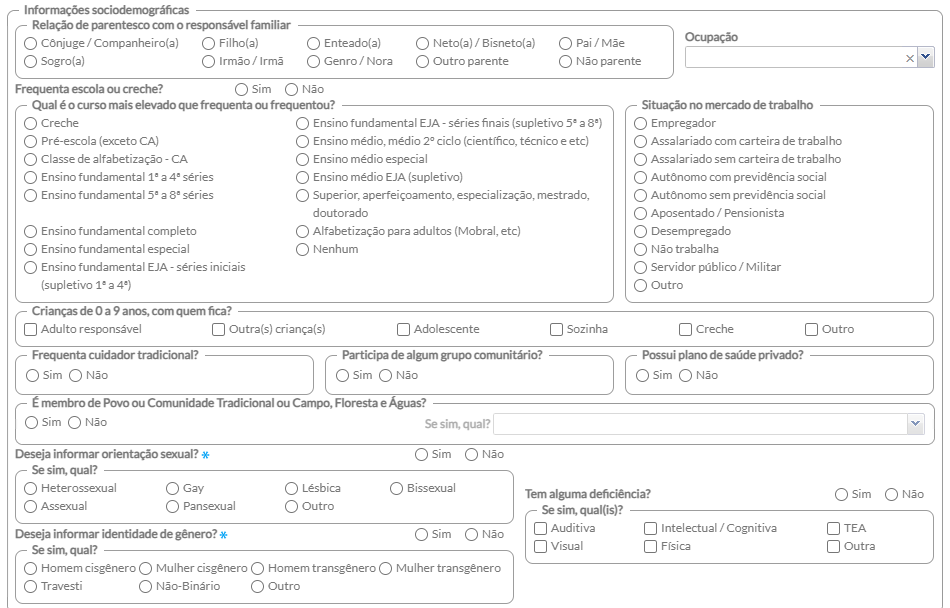 Informações sociodemográficas
Relação de parentesco com o responsável familiar
Cônjuge / Companheiro(a) Filho(a) Enteado(a) Neto(a) / Bisneto(a) Pai / Mãe
Sogro(a) Irmão / Irmã Genro / Nora Outro parente Não parente
Ocupação
Frequenta escola ou creche? Sim Não
Qual é o curso mais elevado que frequenta ou frequentou?
Creche
Pré-escola (exceto CA)
Classe de alfabetização - CA
Ensino fundamental 1ª a 4ª séries
Ensino fundamental 5ª a 8ª séries
Ensino fundamental completo
Ensino fundamental especial
Ensino fundamental EJA - séries iniciais
(supletivo 1ª a 4ª)
Ensino fundamental EJA - séries finais (supletivo 5ª a 8ª)
Ensino médio, médio 2º ciclo (científico, técnico e etc)
Ensino médio especial
Ensino médio EJA (supletivo)
Superior, aperfeiçoamento, especialização, mestrado,
doutorado
Alfabetização para adultos (Mobral, etc)
Nenhum
Situação no mercado de trabalho
Empregador
Assalariado com carteira de trabalho
Assalariado sem carteira de trabalho
Autônomo com previdência social
Autônomo sem previdência social
Aposentado / Pensionista
Desempregado
Não trabalha
Servidor público / Militar
Outro
Crianças de 0 a 9 anos, com quem fica?
Adulto responsável Outra(s) criança(s) Adolescente Sozinha Creche Outro
Frequenta cuidador tradicional?
Sim Não
Participa de algum grupo comunitário?
Sim Não
Possui plano de saúde privado?
Sim Não
É membro de Povo ou Comunidade Tradicional ou Campo, Floresta e Águas?
Sim Não Se sim, qual?
Deseja informar orientação sexual? * Sim Não
Se sim, qual?
Heterossexual Gay Lésbica Bissexual
Assexual Pansexual Outro
Deseja informar identidade de gênero? * Sim Não
Se sim, qual?
Homem cisgênero Mulher cisgênero Homem transgênero Mulher transgênero
Travesti Não-Binário Outro
Tem alguma deficiência? Sim Não
Se sim, qual(is)?
Auditiva Intelectual / Cognitiva TEA
Visual Física Outra